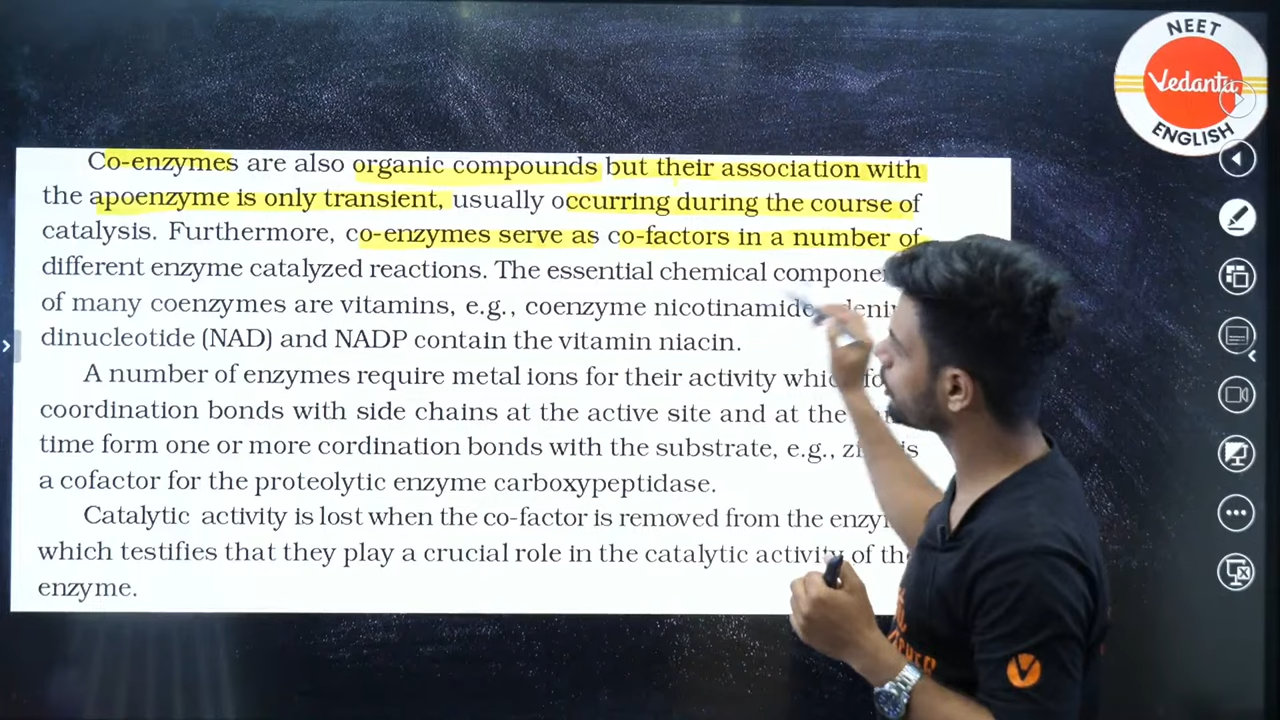 Co-enzymes are also organic compounds but their association with
the apoenzyme is only transient, usually occurring during the course of
catalysis. Furthermore, co-enzymes serve as co-factors in a number of
different enzyme catalyzed reactions. The essential chemical
of many coenzymes are vitamins, e.g., coenzyme nicotinamide
dinucleotide (NAD) and NADP contain the vitamin niacin.
A number of enzymes require metal ions for their activity
coordination bonds with side chains at the active site and at the
time form one or more cordination bonds with the substrate, e.g.,
a cofactor for the proteolytic enzyme carboxypeptidase.
Catalytic activity is lost when the co-factor is removed from the
which testifies that they play a crucial role in the catalytic activity of
enzyme.
NEET
Vedantu
ENGLISH